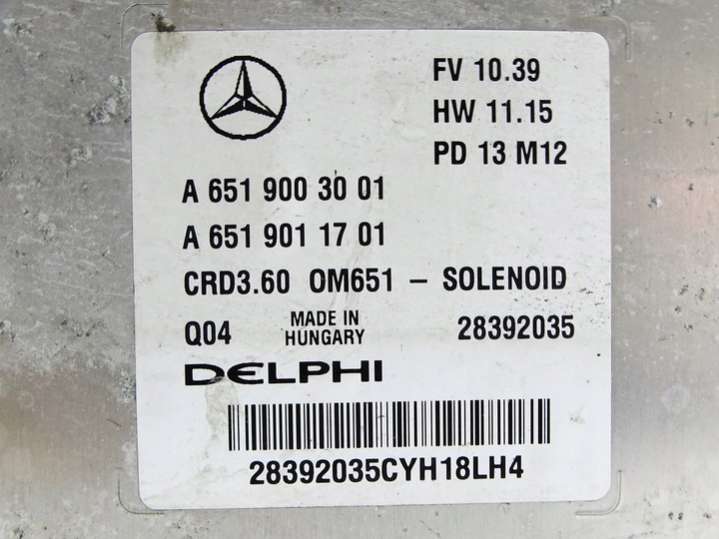 FV 10.39
HW 11.15
PD 13 M12
A 651 900 30 01
A 651 901 17 01
CRD3.60 OM651 – SOLENOID
Q04 MADE IN HUNGARY 28392035
DELPHI
28392035CYH18LH4